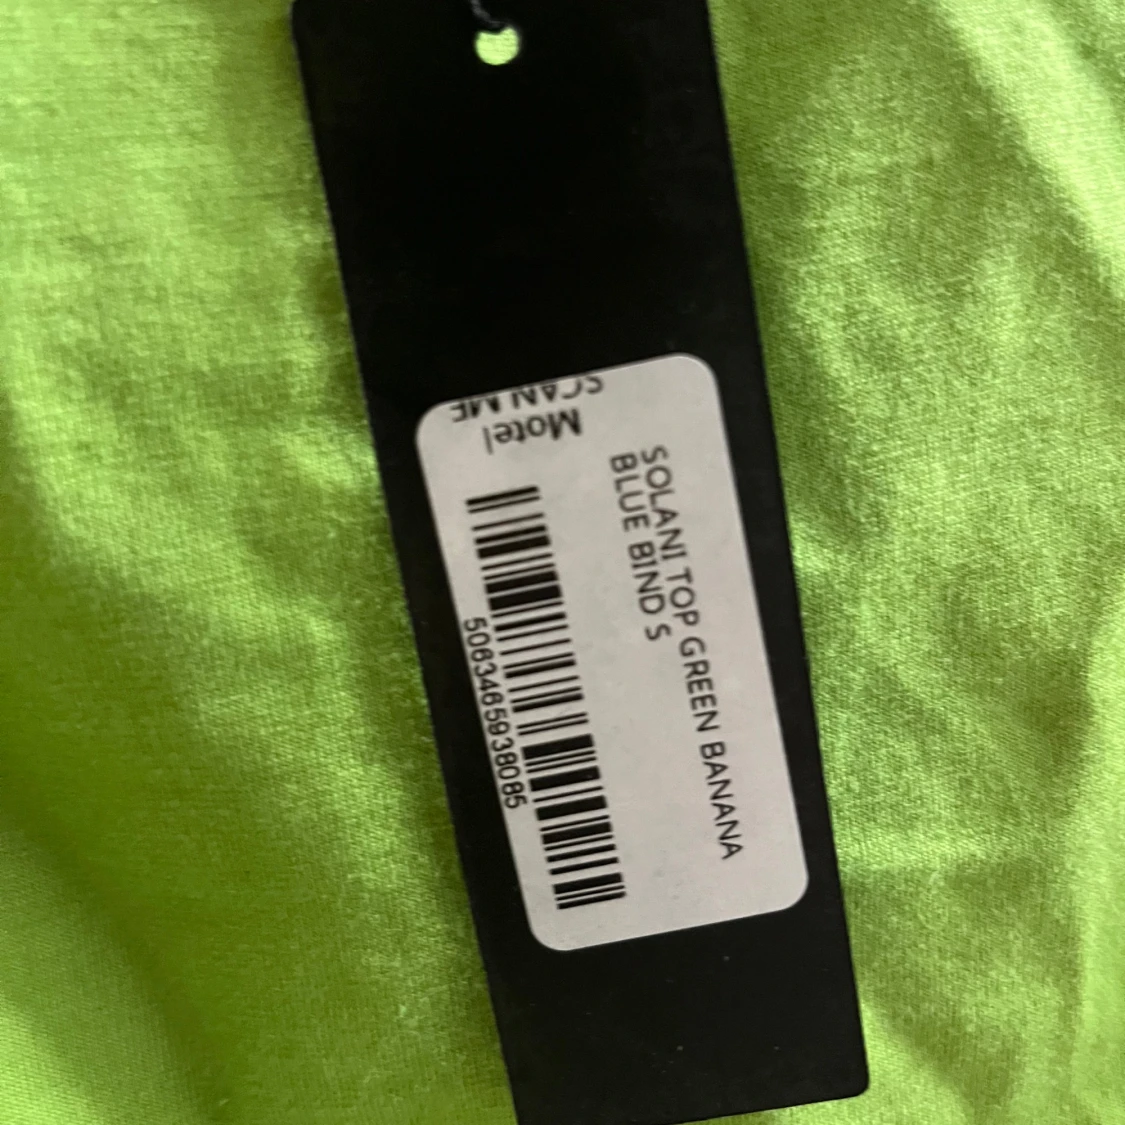 SCAN ME
Motel
SOLANI TOP GREEN BANANA
BLUE BIND S
5063465938085